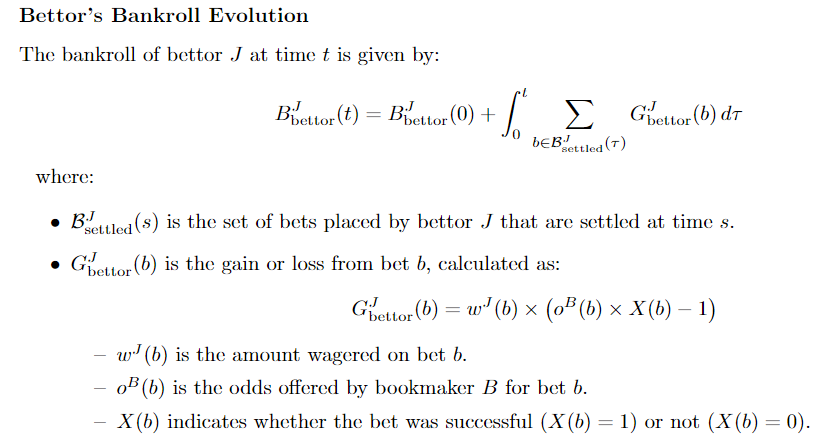 Bettor's Bankroll Evolution
The bankroll of bettor J at time t is given by:
B^J_bettor(t) = B^J_bettor(0) + ∫_0^t ∑_{b∈B^J_settled(τ)} G^J_bettor(b) dτ
where:
• B^J_settled(s) is the set of bets placed by bettor J that are settled at time s.
• G^J_bettor(b) is the gain or loss from bet b, calculated as:
G^J_bettor(b) = w^J(b) × (o^B(b) × X(b) − 1)
– w^J(b) is the amount wagered on bet b.
– o^B(b) is the odds offered by bookmaker B for bet b.
– X(b) indicates whether the bet was successful (X(b) = 1) or not (X(b) = 0).